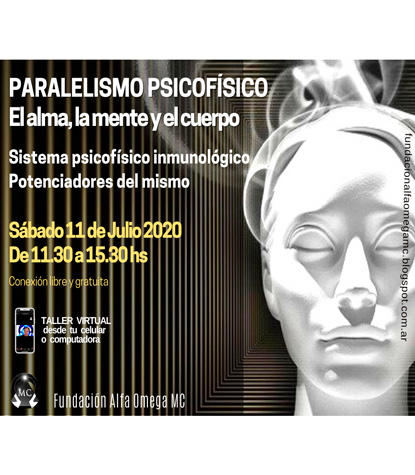 PARALELISMO PSICOFÍSICO
El alma, la mente y el cuerpo
Sistema psicofísico inmunológico
Potenciadores del mismo
Sábado 11 de Julio 2020
De 11.30 a 15.30 hs
Conexión libre y gratuita
TALLER VIRTUAL
desde tu celular
o computadora
MC
Fundación Alfa Omega MC
fundacionalfaomegamc.blogspot.com.ar